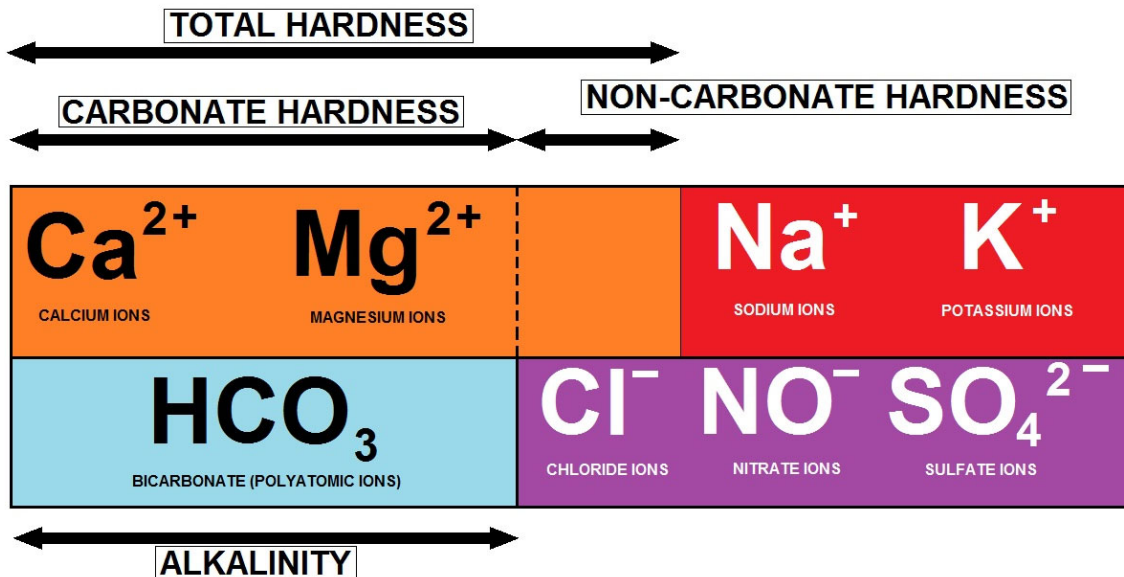 TOTAL HARDNESS
CARBONATE HARDNESS
NON-CARBONATE HARDNESS
Ca²⁺ Mg²⁺ Na⁺ K⁺
CALCIUM IONS MAGNESIUM IONS SODIUM IONS POTASSIUM IONS
HCO₃ Cl⁻ NO⁻ SO₄²⁻
BICARBONATE (POLYATOMIC IONS) CHLORIDE IONS NITRATE IONS SULFATE IONS
ALKALINITY